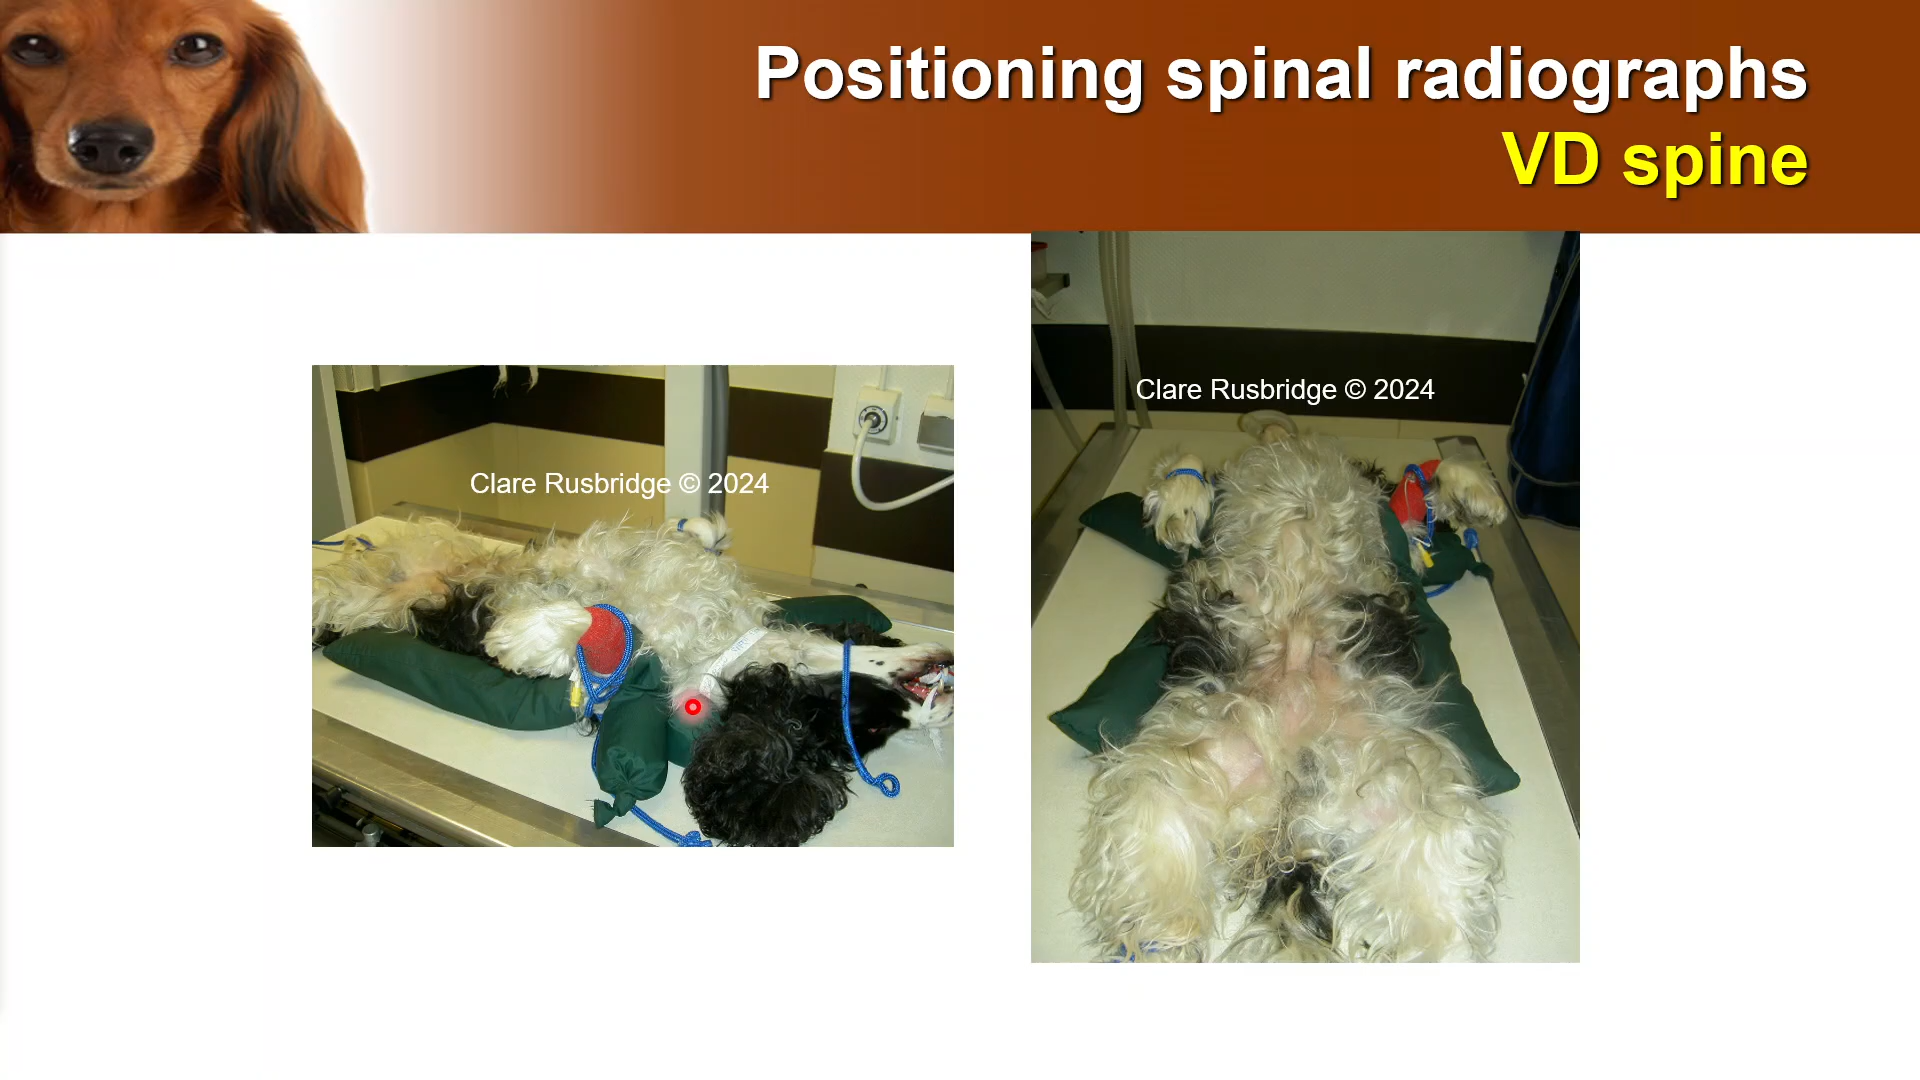 Positioning spinal radiographs
VD spine
Clare Rusbridge © 2024
Clare Rusbridge © 2024